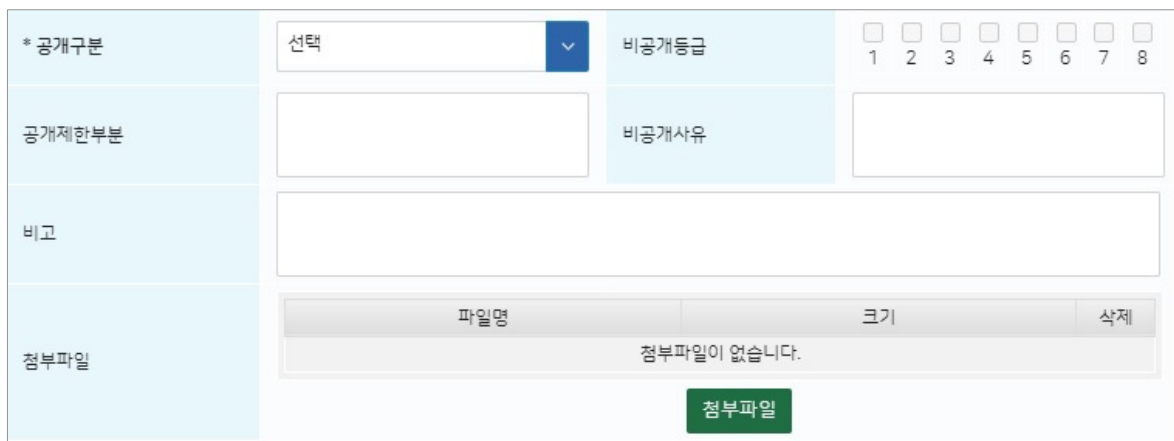 * 공개구분 선택 비공개등급
1 2 3 4 5 6 7 8
공개제한부분 비공개사유
비고
파일명 크기 삭제
첨부파일 첨부파일이 없습니다.
첨부파일